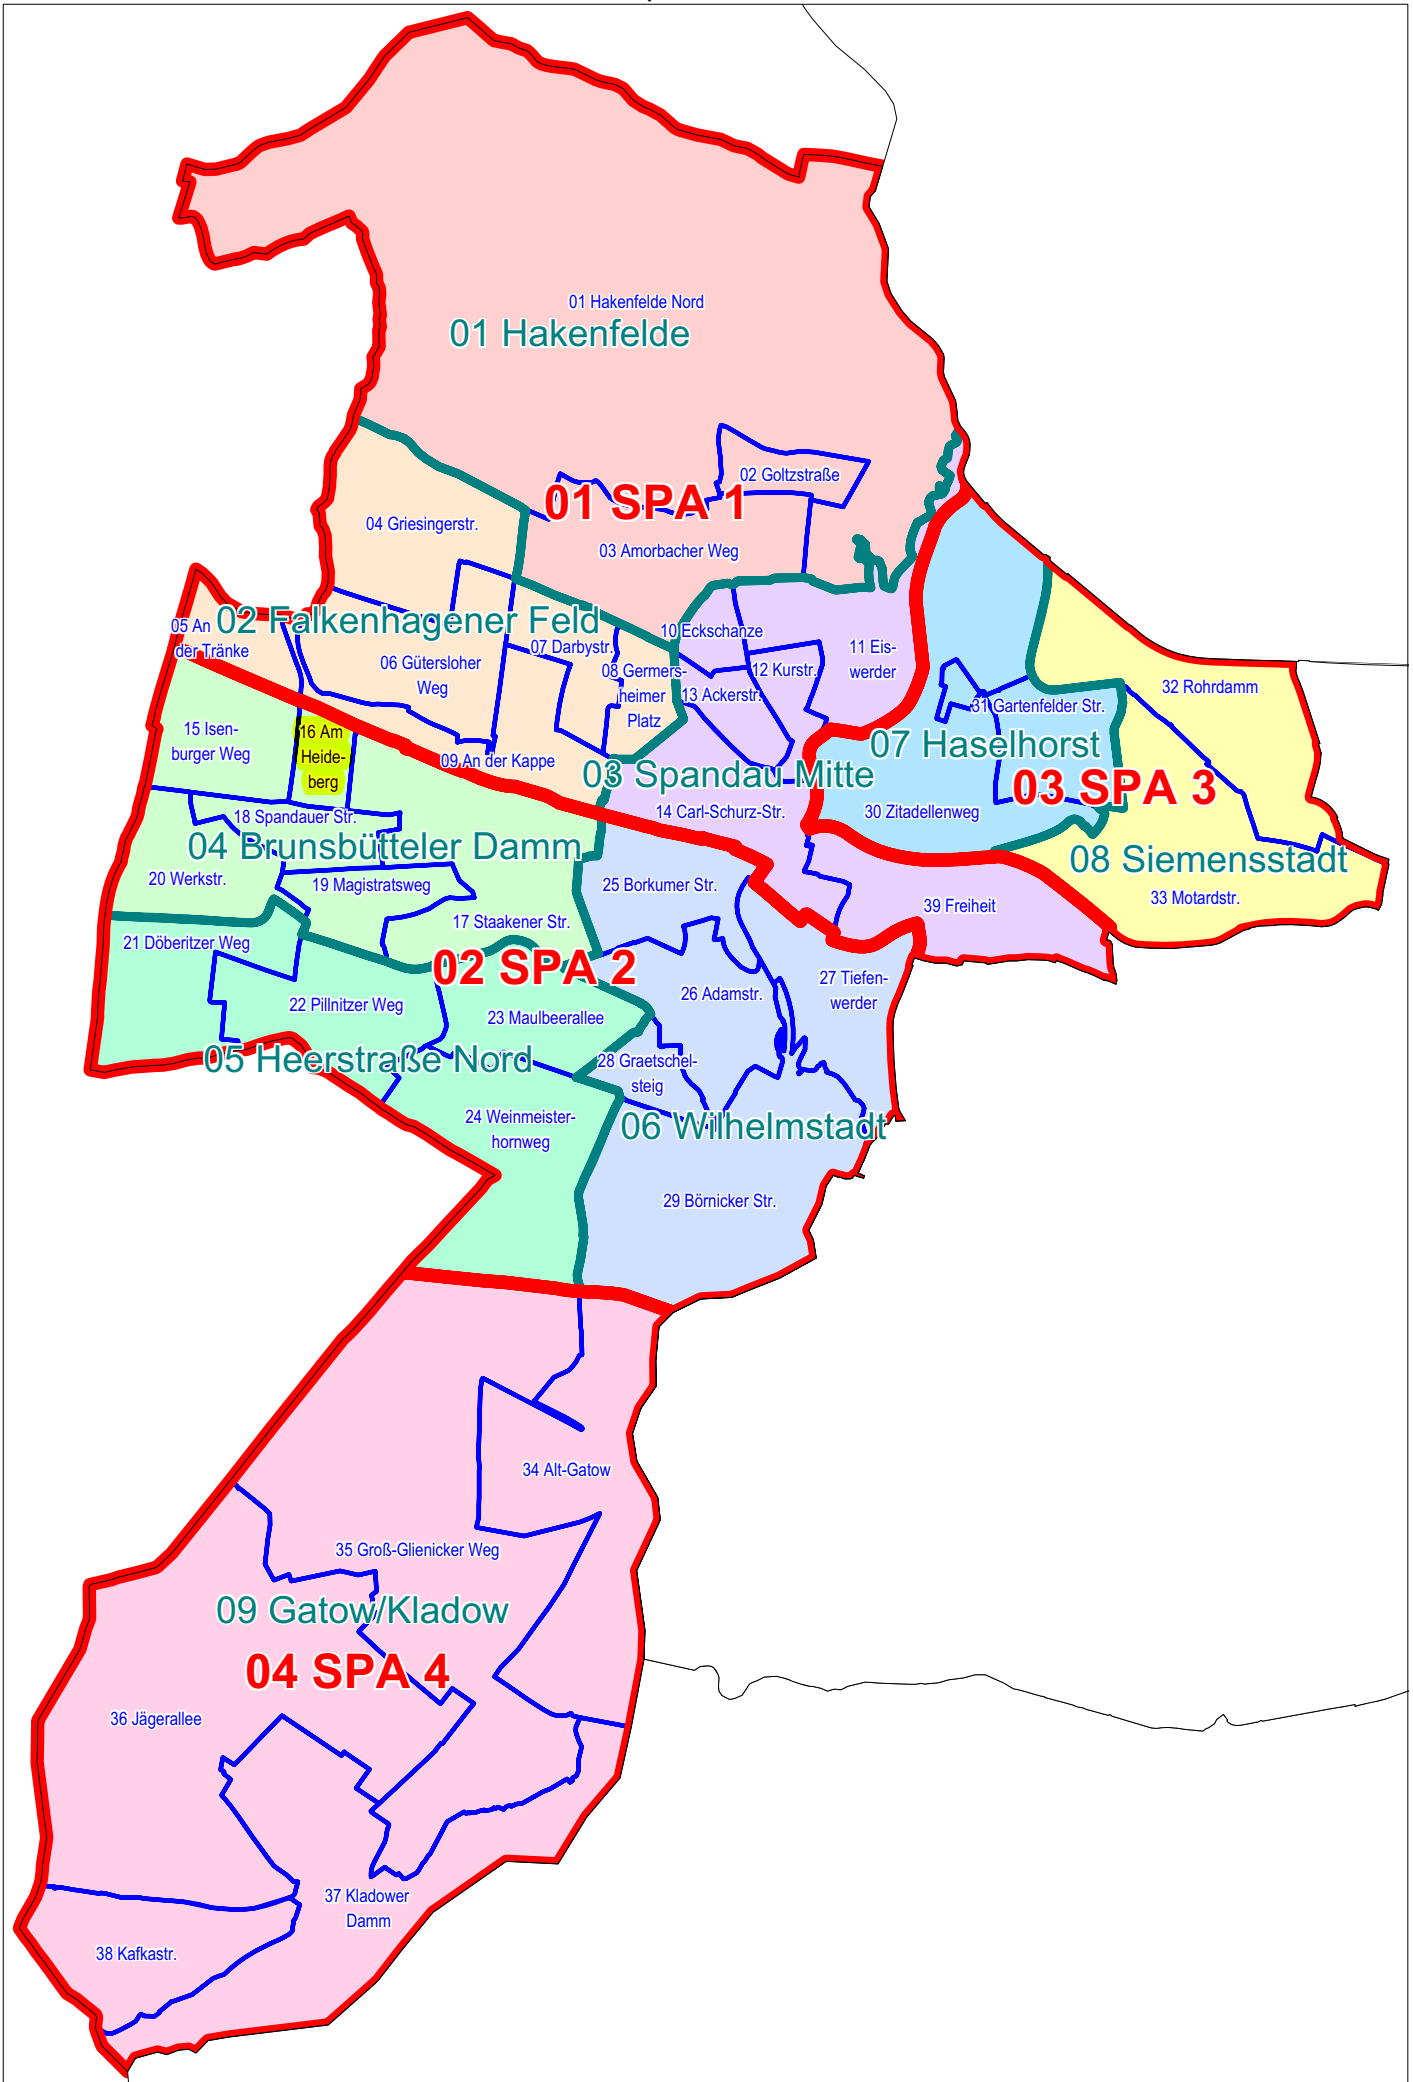 01 Hakenfelde Nord
01 Hakenfelde
02 Goltzstraße
01 SPA 1
04 Griesingerstr.
03 Amorbacher Weg
02 Falkenhagener Feld
05 An
der Tränke
10 Eckschanze
07 Darbystr.
11 Eis-
werder
06 Gütersloher
Weg
08 Germers-
heimer
Platz
12 Kurstr.
13 Ackerstr.
32 Rohrdamm
31 Gartenfelder Str.
15 Isen-
burger Weg
16 Am
Heide-
berg
07 Haselhorst
09 An der Kappe
03 Spandau Mitte
03 SPA 3
18 Spandauer Str.
14 Carl-Schurz-Str.
30 Zitadellenweg
04 Brunsbütteler Damm
08 Siemensstadt
20 Werkstr.
19 Magistratsweg
25 Borkumer Str.
33 Motardstr.
39 Freiheit
17 Staakener Str.
21 Döberitzer Weg
02 SPA 2
27 Tiefen-
werder
26 Adamstr.
22 Pillnitzer Weg
23 Maulbeerallee
05 Heerstraße Nord
28 Graetschel-
steig
24 Weinmeister-
hornweg
06 Wilhelmstadt
29 Börnicker Str.
34 Alt-Gatow
35 Groß-Glienicker Weg
09 Gatow/Kladow
04 SPA 4
36 Jägerallee
37 Kladower
Damm
38 Kafkastr.